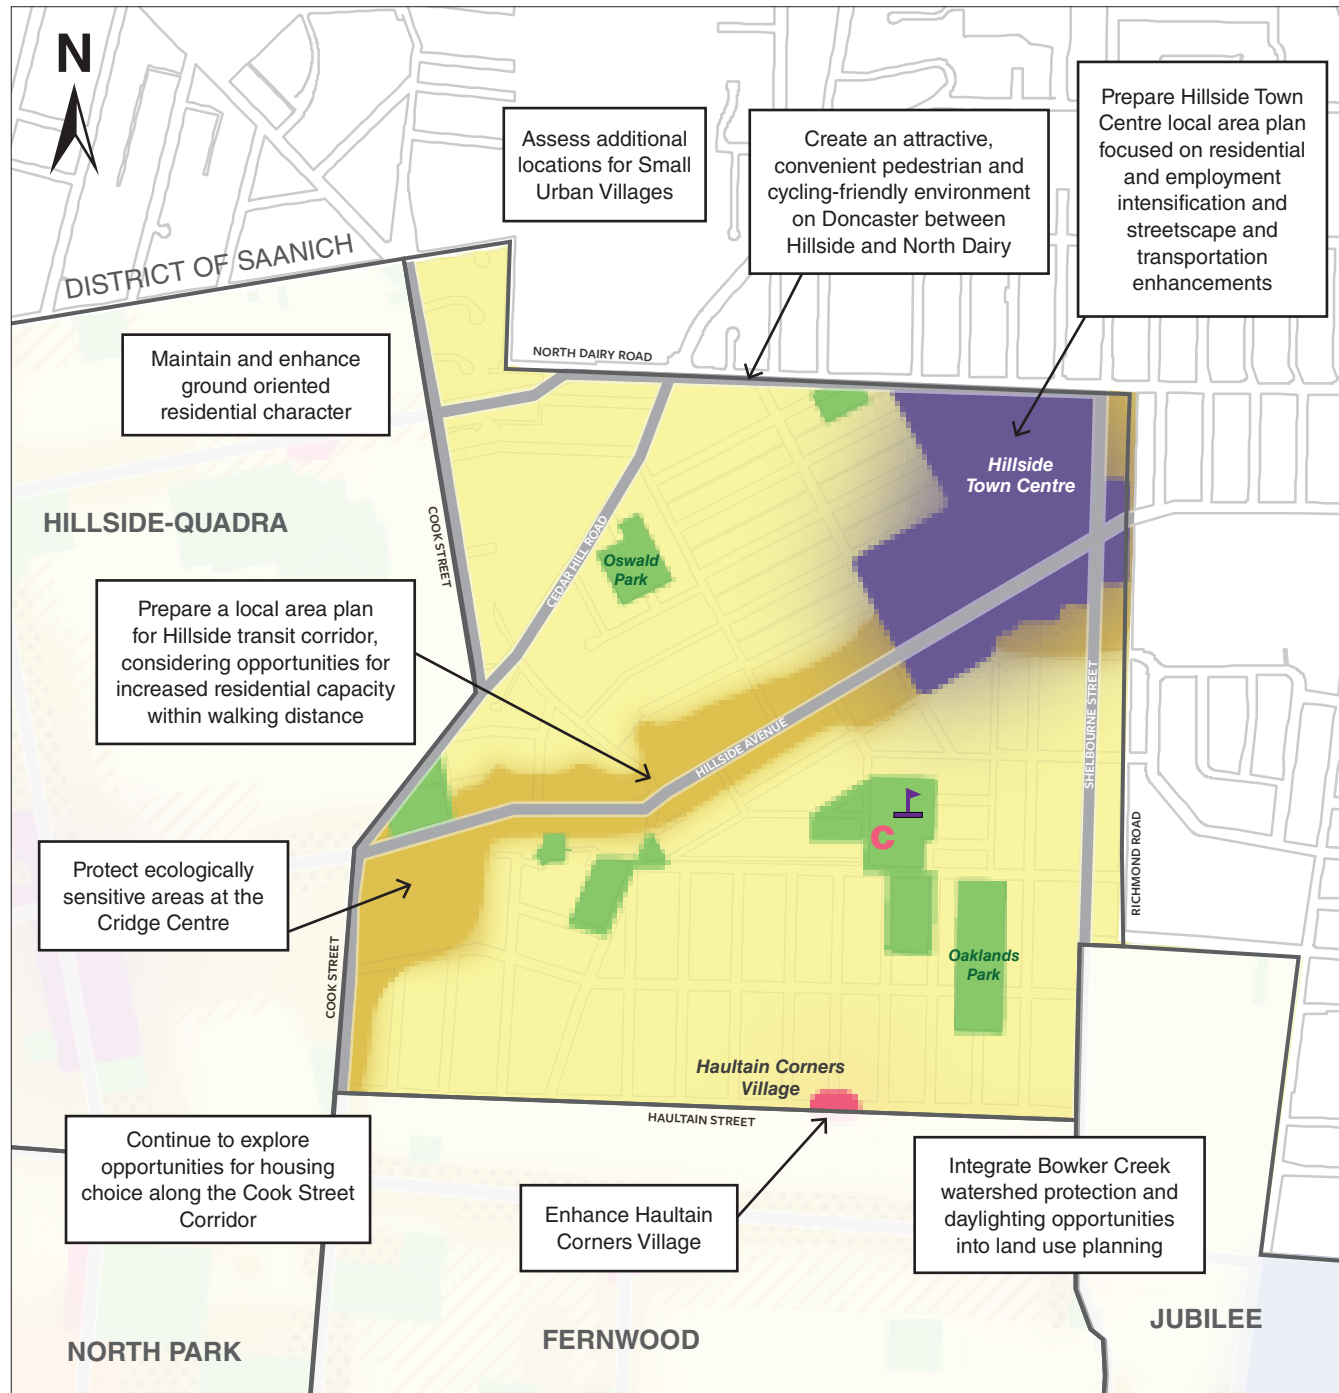 N
Assess additional
locations for Small
Urban Villages
Create an attractive,
convenient pedestrian and
cycling-friendly environment
on Doncaster between
Hillside and North Dairy
Prepare Hillside Town
Centre local area plan
focused on residential
and employment
intensification and
streetscape and
transportation
enhancements
DISTRICT OF SAANICH
Maintain and enhance
ground oriented
residential character
NORTH DAIRY ROAD
Hillside
Town Centre
HILLSIDE-QUADRA
COOK STREET
CEDAR HILL ROAD
Oswald
Park
Prepare a local area plan
for Hillside transit corridor,
considering opportunities for
increased residential capacity
within walking distance
HILLSIDE AVENUE
SHELBOURNE STREET
RICHMOND ROAD
C
Protect ecologically
sensitive areas at the
Cridge Centre
COOK STREET
Oaklands
Park
Haultain Corners
Village
HAULTAIN STREET
Continue to explore
opportunities for housing
choice along the Cook Street
Corridor
Enhance Haultain
Corners Village
Integrate Bowker Creek
watershed protection and
daylighting opportunities
into land use planning
NORTH PARK
FERNWOOD
JUBILEE